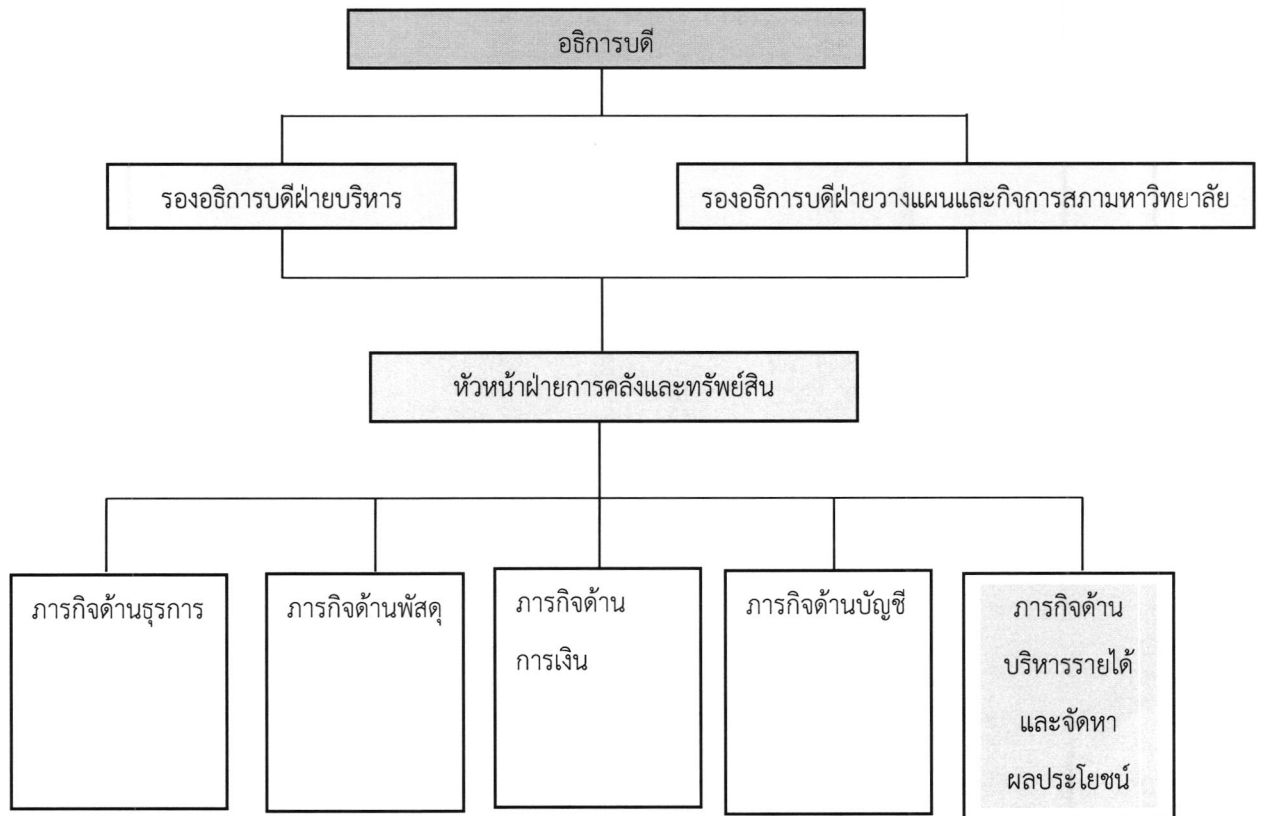 อธิการบดี
รองอธิการบดีฝ่ายบริหาร
รองอธิการบดีฝ่ายวางแผนและกิจการสภามหาวิทยาลัย
หัวหน้าฝ่ายการคลังและทรัพย์สิน
ภารกิจด้านธุรการ
ภารกิจด้านพัสดุ
ภารกิจด้าน
การเงิน
ภารกิจด้านบัญชี
ภารกิจด้าน
บริหารรายได้
และจัดหา
ผลประโยชน์